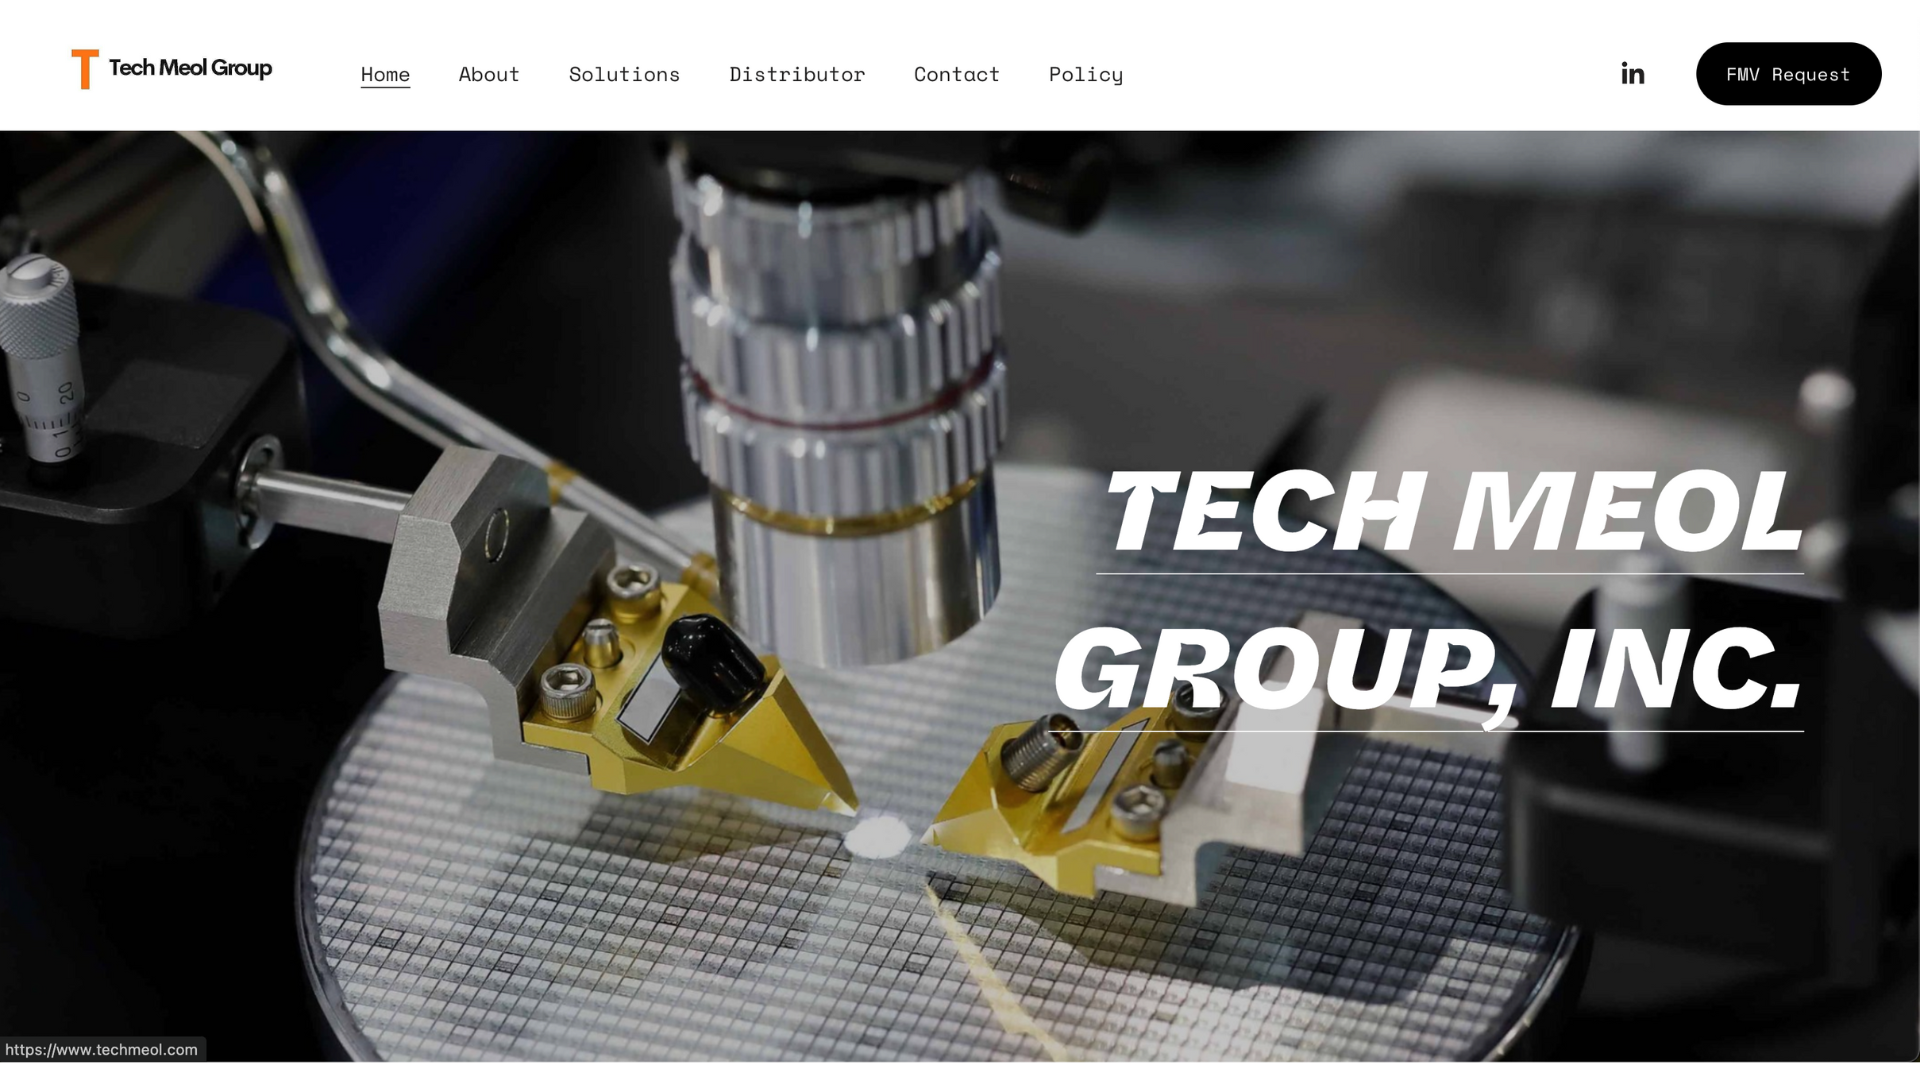 T Tech Meol Group
Home About Solutions Distributor Contact Policy
in
FMV Request
0 20
0 1
TECH MEOL
GROUP, INC.
https://www.techmeol.com